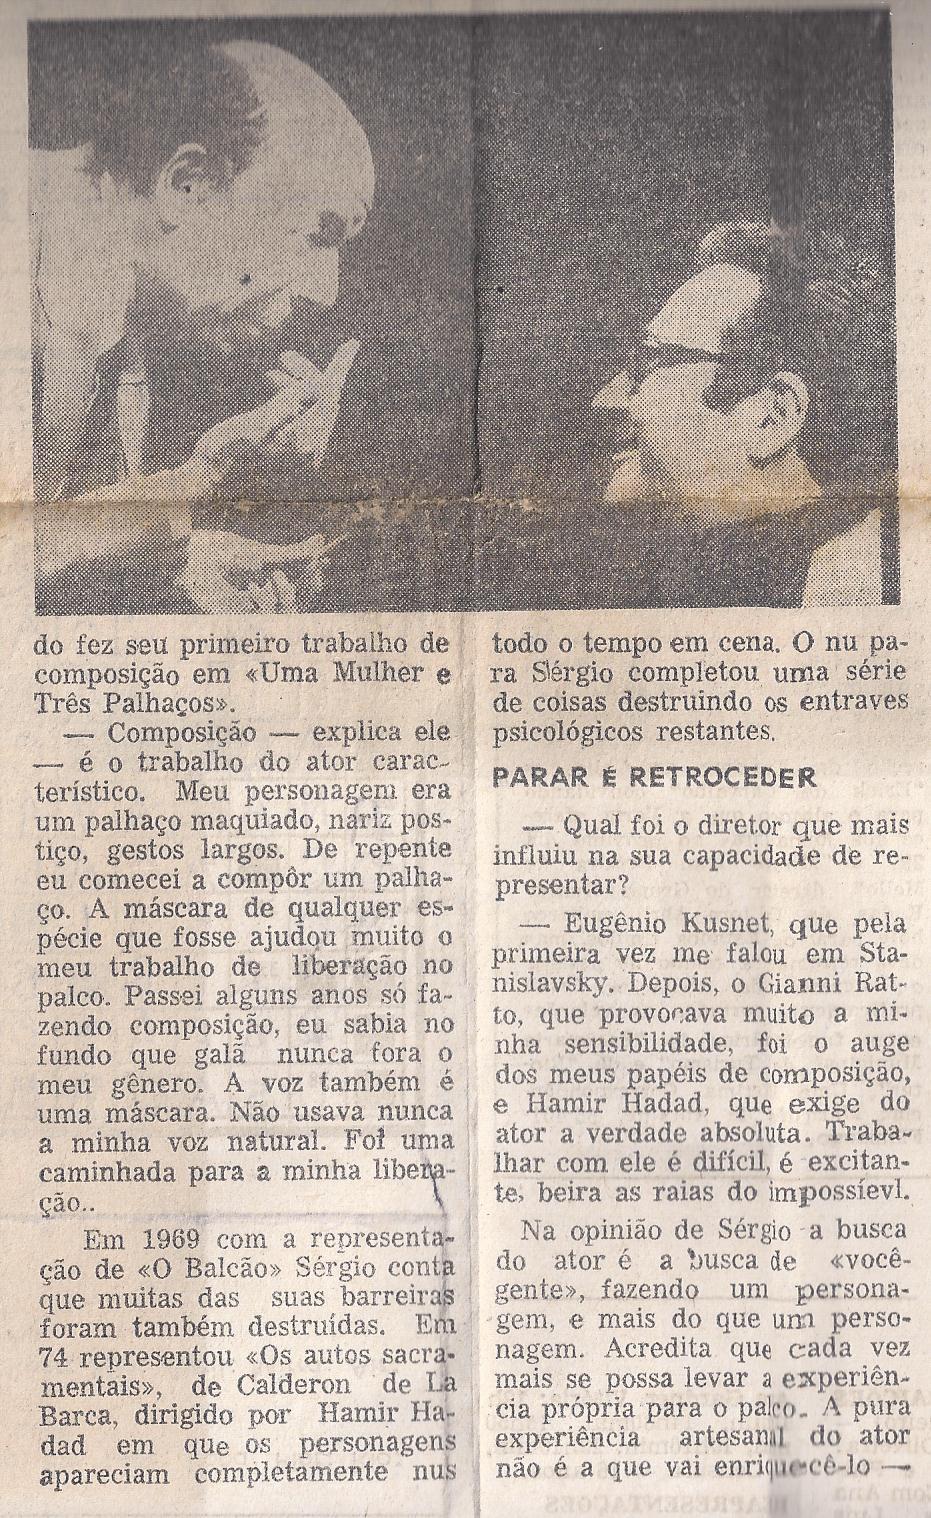 do fez seu primeiro trabalho de
composição em «Uma Mulher e
Três Palhaços».
— Composição — explica ele
— é o trabalho do ator carac-
terístico. Meu personagem era
um palhaço maquiado, nariz pos-
tiço, gestos largos. De repente
eu comecei a compôr um palha-
ço. A máscara de qualquer es-
pécie que fosse ajudou muito o
meu trabalho de liberação no
palco. Passei alguns anos só fa-
zendo composição, eu sabia no
fundo que galã nunca fora o
meu gênero. A voz também é
uma máscara. Não usava nunca
a minha voz natural. Foi uma
caminhada para a minha libera-
ção..
Em 1969 com a representa-
ção de «O Balcão» Sérgio conta
que muitas das suas barreiras
foram também destruídas. Em
74 representou «Os autos sacra-
mentais», de Calderon de La
Barca, dirigido por Hamir Ha-
dad em que os personagens
apareciam completamente nus
todo o tempo em cena. O nu pa-
ra Sérgio completou uma série
de coisas destruindo os entraves
psicológicos restantes.
PARAR É RETROCEDER
— Qual foi o diretor que mais
influiu na sua capacidade de re-
presentar?
— Eugênio Kusnet, que pela
primeira vez me falou em Sta-
nislavsky. Depois, o Gianni Rat-
to, que provocava muito a mi-
nha sensibilidade, foi o auge
dos meus papéis de composição,
e Hamir Hadad, que exige do
ator a verdade absoluta. Traba-
lhar com ele é difícil, é excitan-
te, beira as raias do impossíevl.
Na opinião de Sérgio a busca
do ator é a busca de «você-
gente», fazendo um persona-
gem, e mais do que um perso-
nagem. Acredita que cada vez
mais se possa levar a experiên-
cia própria para o palco. A pura
experiência artesanal do ator
não é a que vai enriquecê-lo —